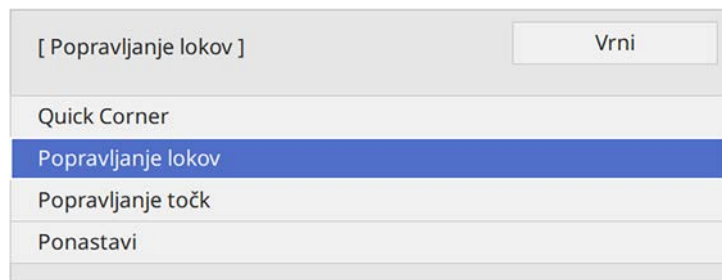 [ Popravljanje lokov ]
Vrni
Quick Corner
Popravljanje lokov
Popravljanje točk
Ponastavi